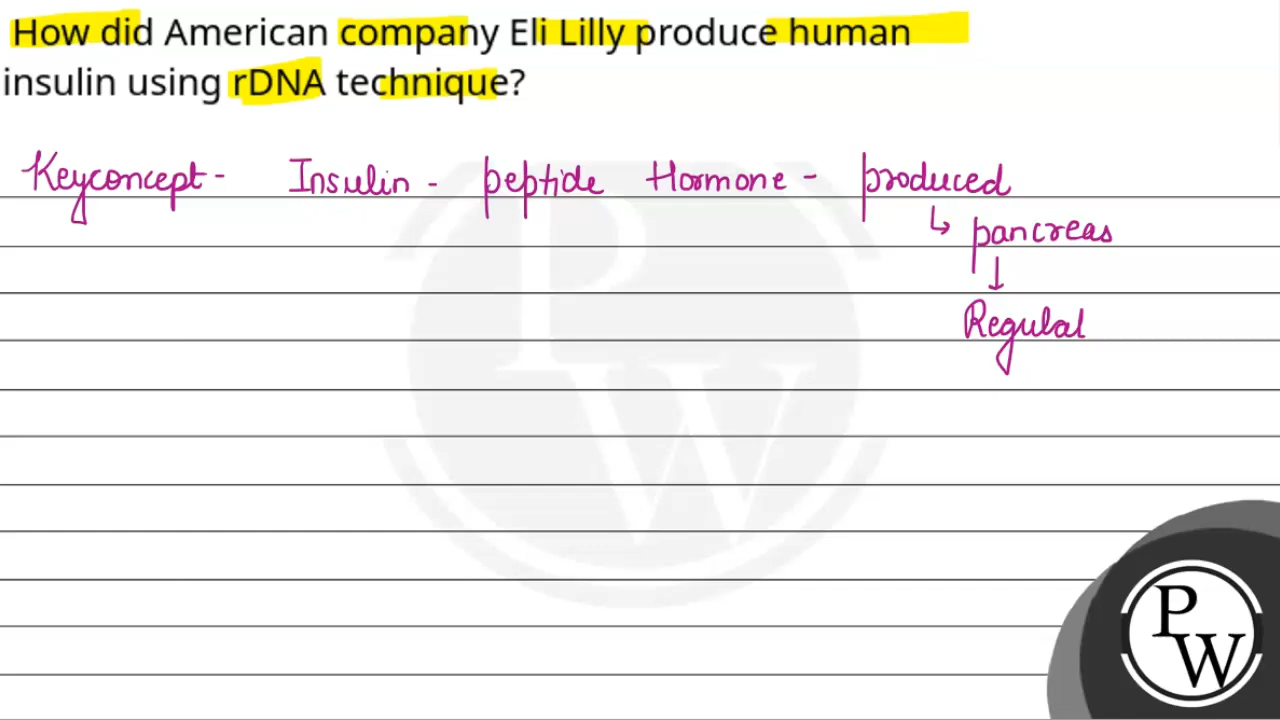 How did American company Eli Lilly produce human
insulin using rDNA technique?
Keyconcept - Insulin - peptide Hormone - produced
↳ pancreas
↓
Regulat
PW
PW